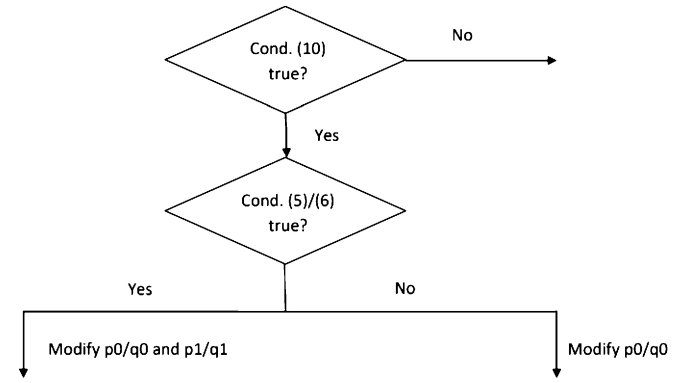 Cond. (10)
true?
No
Yes
Cond. (5)/(6)
true?
Yes
No
Modify p0/q0 and p1/q1
Modify p0/q0